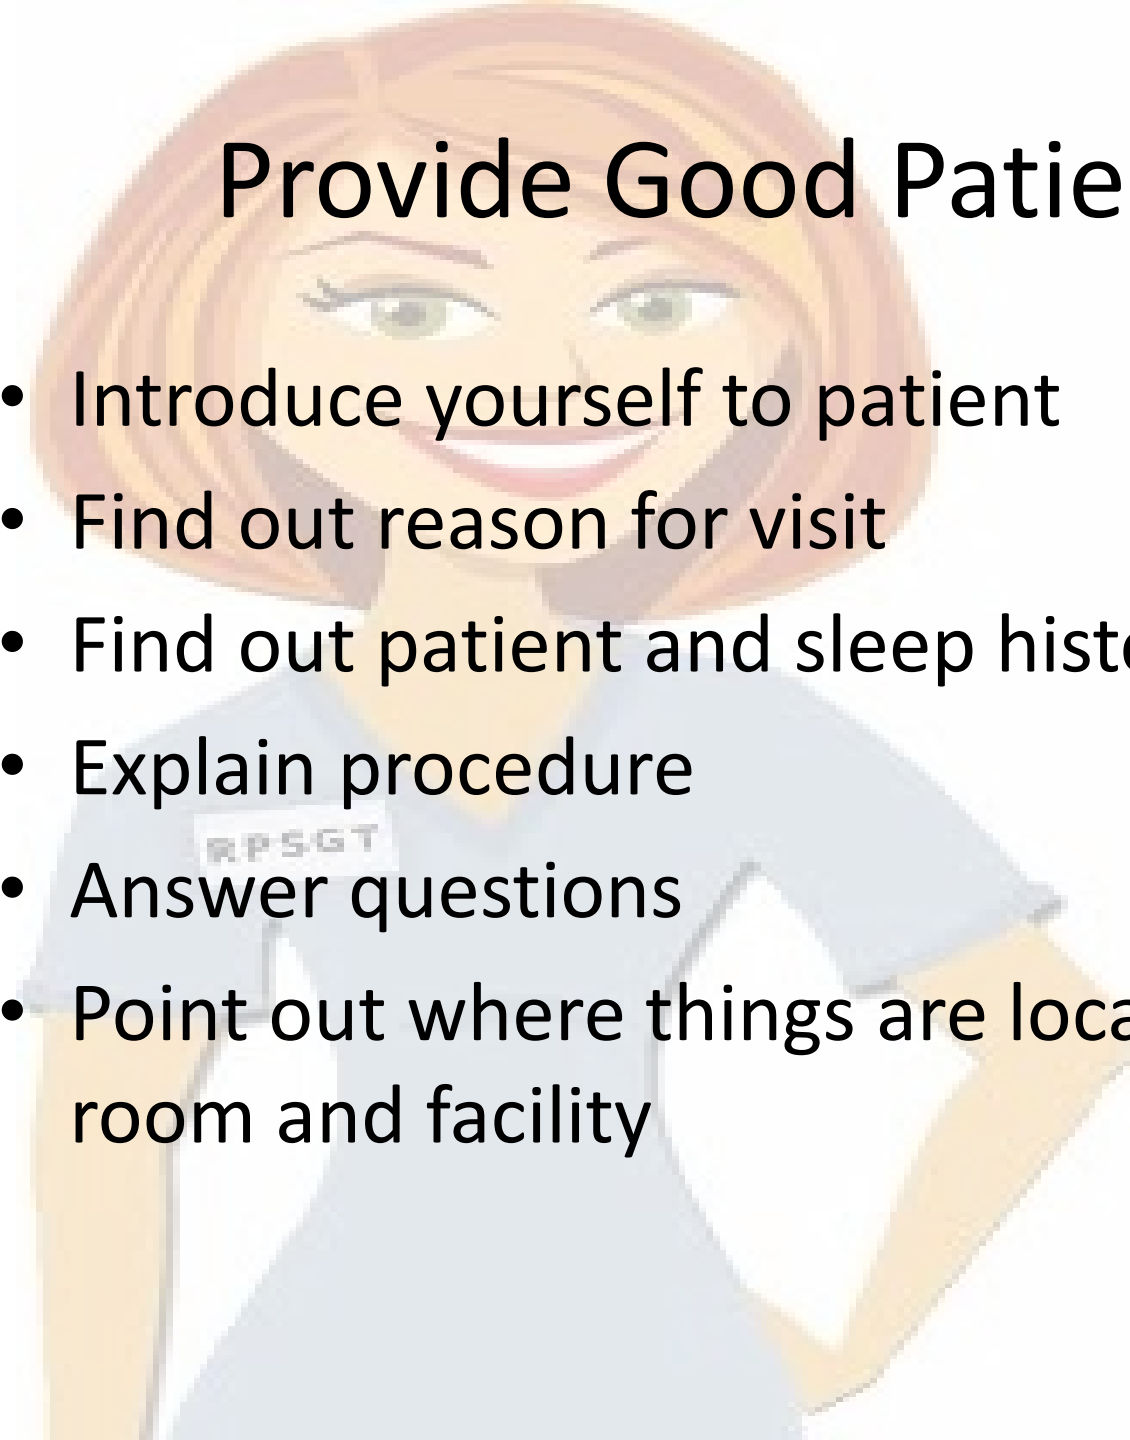 Provide Good Patie
• Introduce yourself to patient
• Find out reason for visit
• Find out patient and sleep hist
• Explain procedure
RPSGT
• Answer questions
• Point out where things are loca
room and facility